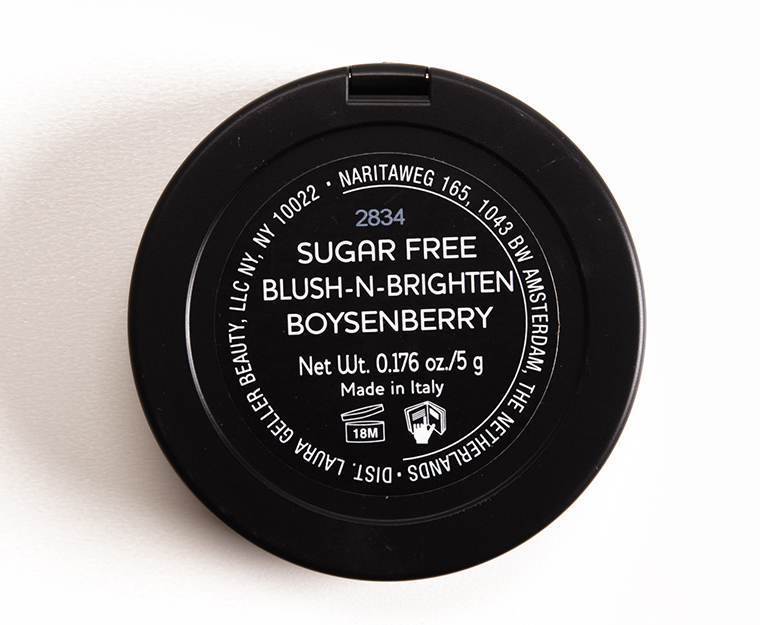 2834
SUGAR FREE
BLUSH-N-BRIGHTEN
BOYSENBERRY
Net Wt. 0.176 oz./5 g
Made in Italy
18M
DIST. LAURA GELLER BEAUTY, LLC NY, NY 10022 • NARITAWEG 165, 1043 BW AMSTERDAM, THE NETHERLANDS •